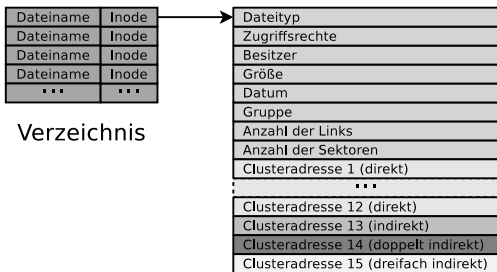 Dateiname Inode
Dateiname Inode
Dateiname Inode
Dateiname Inode
... ...
Verzeichnis
Dateityp
Zugriffsrechte
Besitzer
Größe
Datum
Gruppe
Anzahl der Links
Anzahl der Sektoren
Clusteradresse 1 (direkt)
...
Clusteradresse 12 (direkt)
Clusteradresse 13 (indirekt)
Clusteradresse 14 (doppelt indirekt)
Clusteradresse 15 (dreifach indirekt)